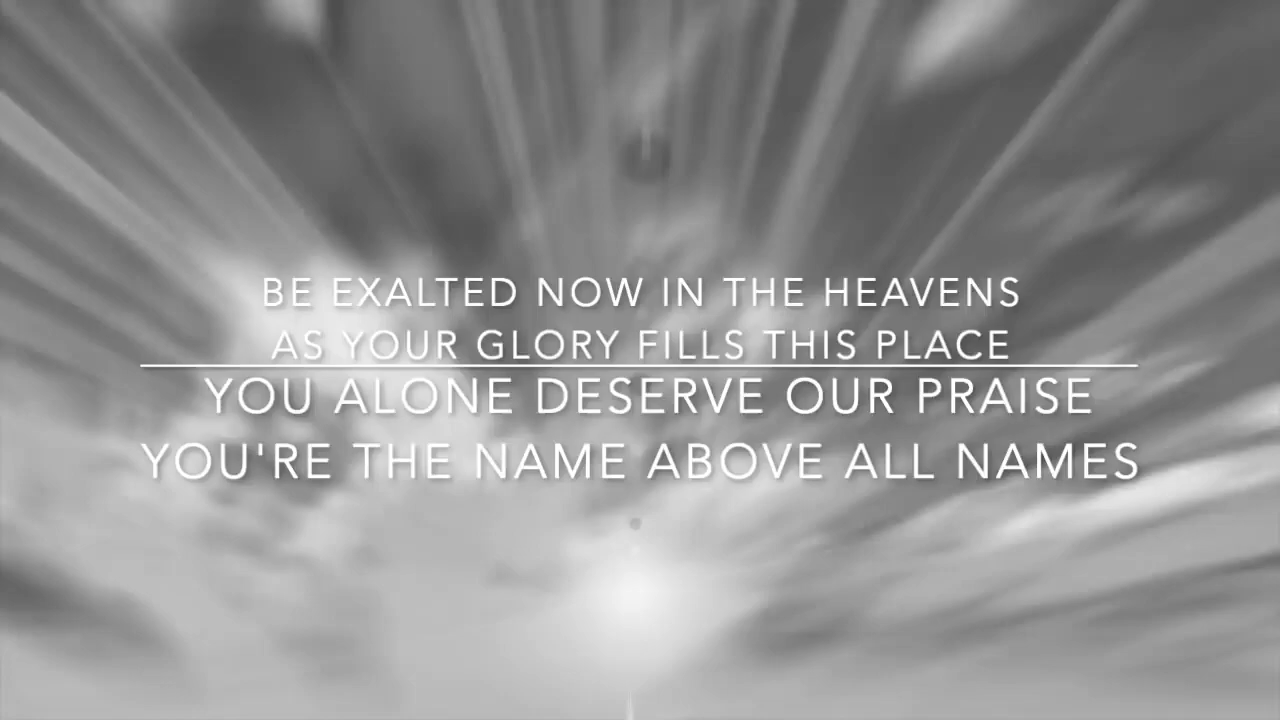 BE EXALTED NOW IN THE HEAVENS
AS YOUR GLORY FILLS THIS PLACE
YOU ALONE DESERVE OUR PRAISE
YOU'RE THE NAME ABOVE ALL NAMES